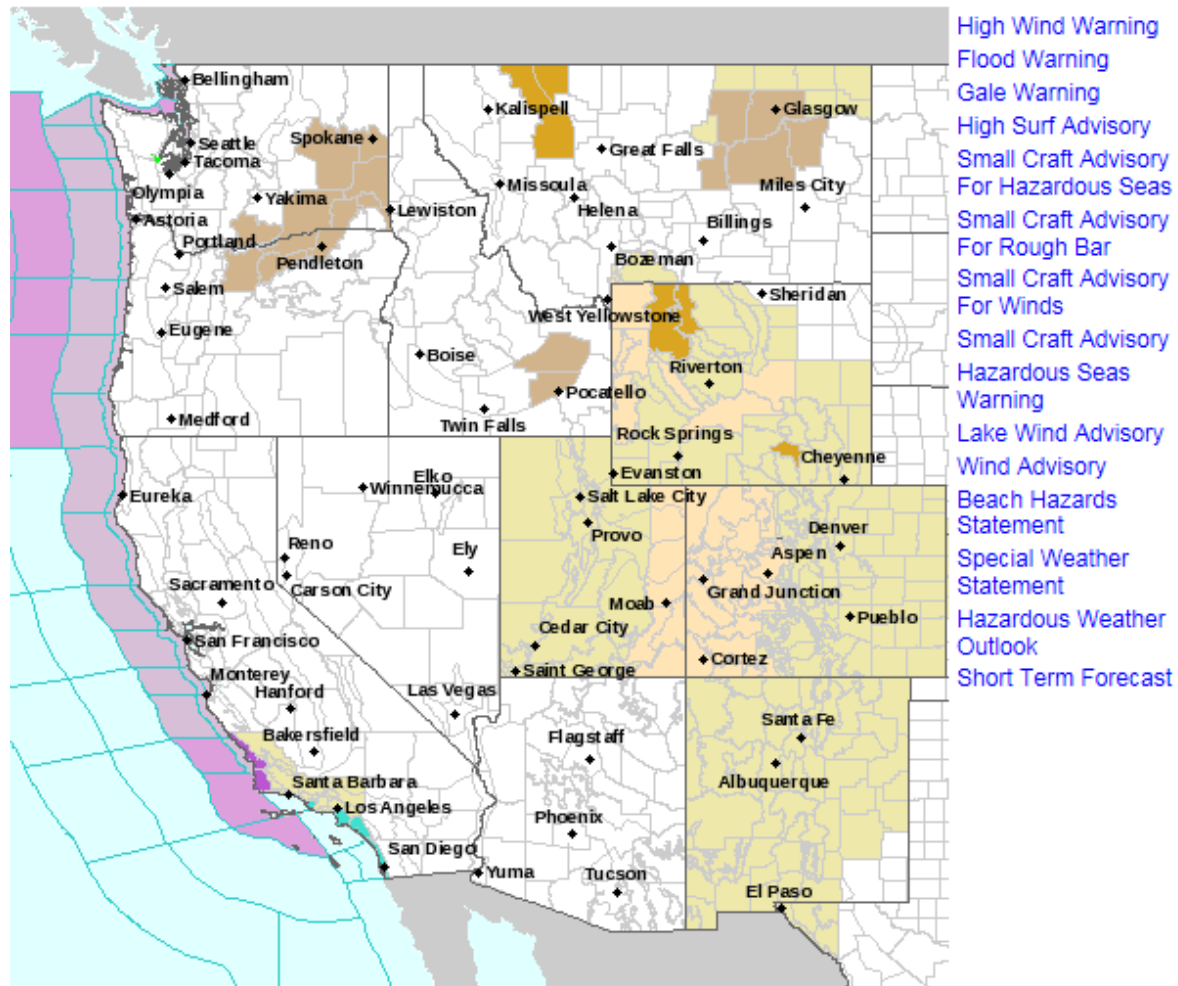 High Wind Warning
Flood Warning
Gale Warning
High Surf Advisory
Small Craft Advisory
For Hazardous Seas
Small Craft Advisory
For Rough Bar
Small Craft Advisory
For Winds
Small Craft Advisory
Hazardous Seas
Warning
Lake Wind Advisory
Wind Advisory
Beach Hazards
Statement
Special Weather
Statement
Hazardous Weather
Outlook
Short Term Forecast
Bellingham
Seattle
Tacoma
Olympia
Spokane
Yakima
Astoria
Portland
Pendleton
Salem
Eugene
Medford
Lewiston
Kalispell
Great Falls
Glasgow
Missoula
Helena
Miles City
Billings
Bozeman
West Yellowstone
Sheridan
Boise
Pocatello
Twin Falls
Riverton
Rock Springs
Evanston
Cheyenne
Eureka
Winnemucca
Elko
Salt Lake City
Provo
Denver
Reno
Carson City
Ely
Aspen
Grand Junction
Sacramento
Moab
Pueblo
San Francisco
Cedar City
Saint George
Cortez
Monterey
Hanford
Las Vegas
Bakersfield
Flagstaff
Santa Fe
Albuquerque
Santa Barbara
Los Angeles
Phoenix
San Diego
Yuma
Tucson
El Paso